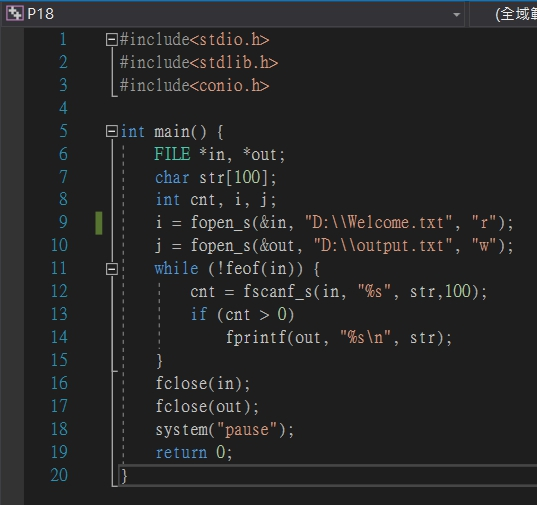 P18
(全域範
1 #include<stdio.h>
2 #include<stdlib.h>
3 #include<conio.h>
4
5 int main() {
6 FILE *in, *out;
7 char str[100];
8 int cnt, i, j;
9 i = fopen_s(&in, "D:\\Welcome.txt", "r");
10 j = fopen_s(&out, "D:\\output.txt", "w");
11 while (!feof(in)) {
12 cnt = fscanf_s(in, "%s", str,100);
13 if (cnt > 0)
14 fprintf(out, "%s\n", str);
15 }
16 fclose(in);
17 fclose(out);
18 system("pause");
19 return 0;
20 }